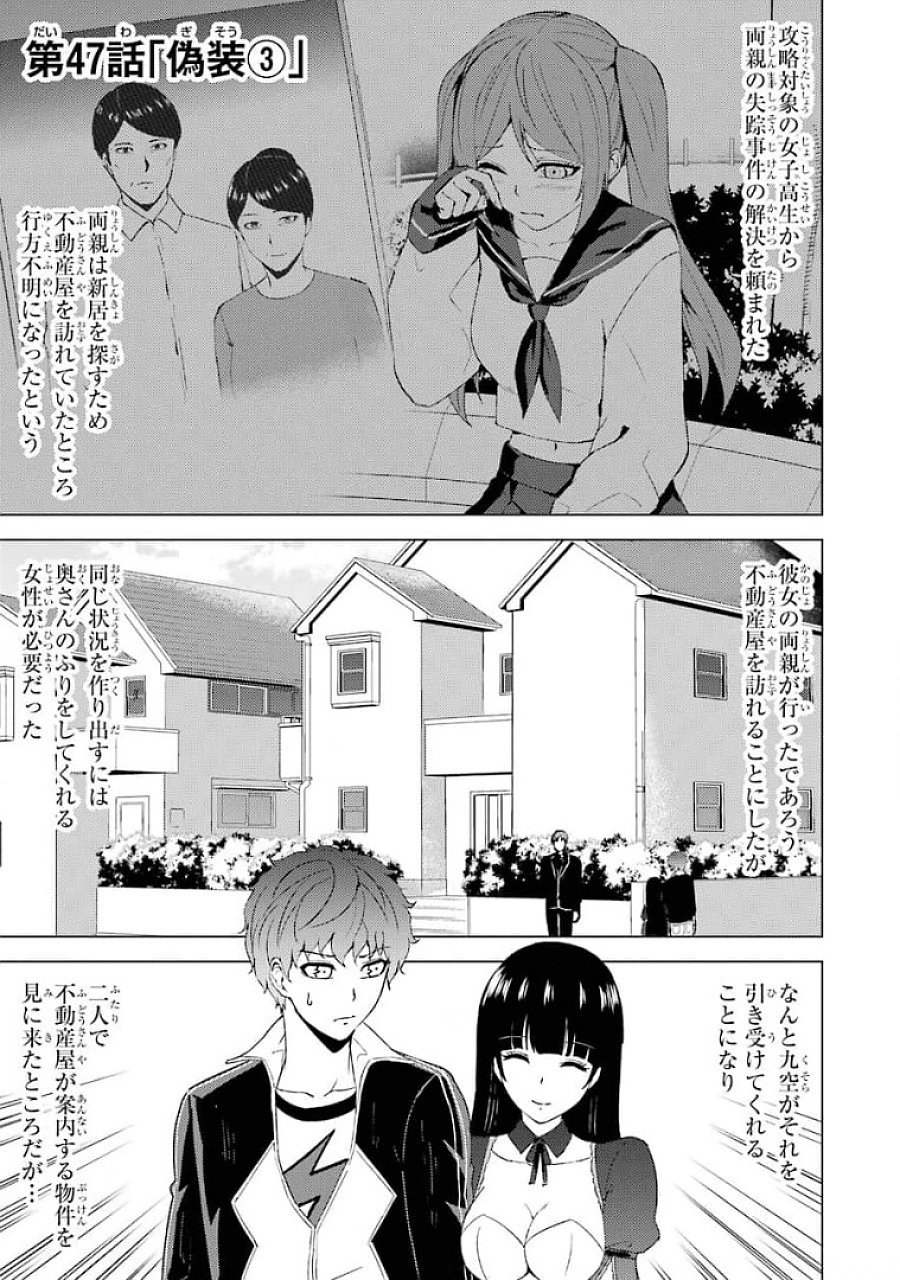 第47話「偽装③」
攻略対象の女子高生から
両親の失踪事件の解決を頼まれた
両親は新居を探すため
不動産屋を訪れていたところ
行方不明になったという
彼女の両親が行ったであろう
不動産屋を訪れることにしたが
同じ状況を作り出すには
奥さんのふりをしてくれる
女性が必要だった
なんと九空がそれを
引き受けてくれる
ことになり
二人で
不動産屋が案内する物件を
見に来たところだが…